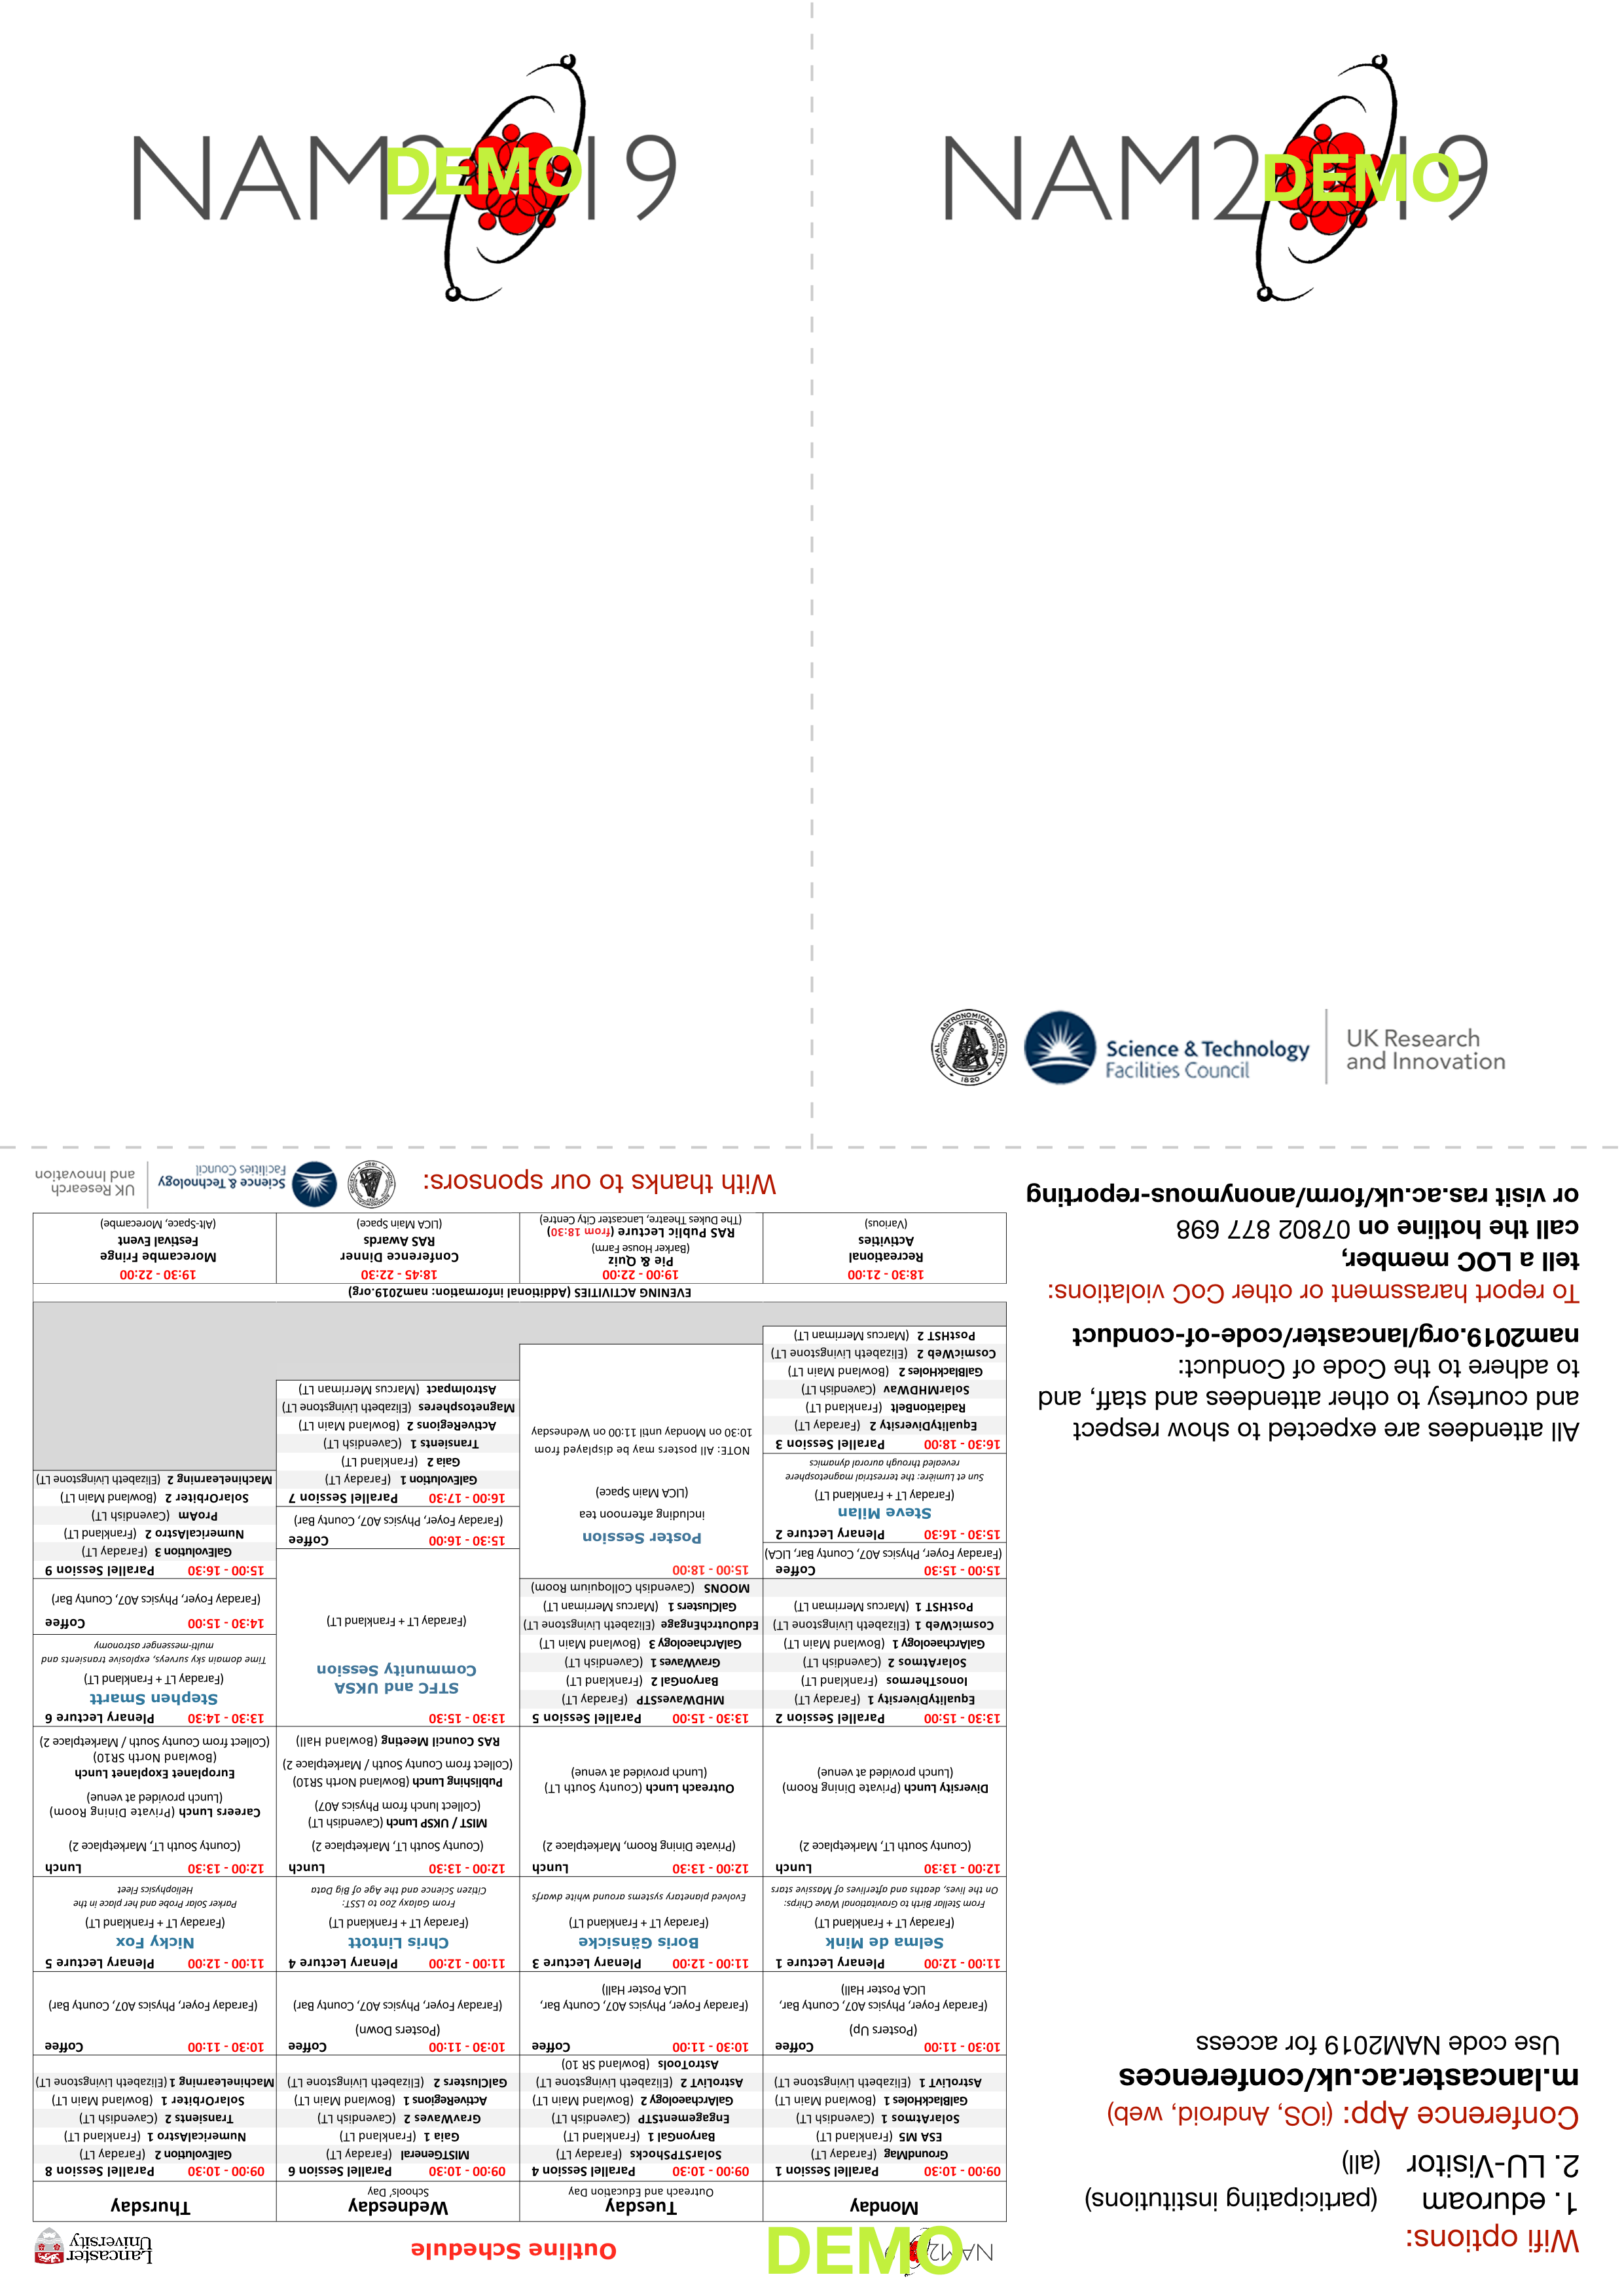 NAM2019
DEMO
NAM2019
DEMO
ROYAL ASTRONOMICAL SOCIETY
QUICQUID NITET NOTANDUM
1820
Science & Technology
Facilities Council
UK Research
and Innovation
Wifi options:
1. eduroam (participating institutions)
2. LU-Visitor (all)
Conference App: (iOS, Android, web)
m.lancaster.ac.uk/conferences
Use code NAM2019 for access
All attendees are expected to show respect
and courtesy to other attendees and staff, and
to adhere to the Code of Conduct:
nam2019.org/lancaster/code-of-conduct
To report harassment or other CoC violations:
tell a LOC member,
call the hotline on 07802 877 698
or visit ras.ac.uk/form/anonymous-reporting
NAM2019
DEMO
Outline Schedule
Lancaster
University
Monday
09:00 - 10:30 Parallel Session 1
GroundMag (Faraday LT)
ESA M5 (Frankland LT)
SolarAtmos 1 (Cavendish LT)
GalBlackHoles 1 (Bowland Main LT)
AstroLivT 1 (Elizabeth Livingstone LT)
10:30 - 11:00 Coffee
(Posters Up)
(Faraday Foyer, Physics A07, County Bar,
LICA Poster Hall)
11:00 - 12:00 Plenary Lecture 1
Selma de Mink
(Faraday LT + Frankland LT)
From Stellar Birth to Gravitational Wave Chirps:
On the lives, deaths and afterlives of Massive stars
12:00 - 13:30 Lunch
(County South LT, Marketplace 2)
Diversity Lunch (Private Dining Room)
(Lunch provided at venue)
13:30 - 15:00 Parallel Session 2
EqualityDiversity 1 (Faraday LT)
IonosThermos (Frankland LT)
SolarAtmos 2 (Cavendish LT)
GalArchaeology 1 (Bowland Main LT)
CosmicWeb 1 (Elizabeth Livingstone LT)
PostHST 1 (Marcus Merriman LT)
15:00 - 15:30 Coffee
(Faraday Foyer, Physics A07, County Bar, LICA)
15:30 - 16:30 Plenary Lecture 2
Steve Milan
(Faraday LT + Frankland LT)
Sun et Lumière: the terrestrial magnetosphere
revealed through auroral dynamics
16:30 - 18:00 Parallel Session 3
EqualityDiversity 2 (Faraday LT)
RadiationBelt (Frankland LT)
SolarMHDWav (Cavendish LT)
GalBlackHoles 2 (Bowland Main LT)
CosmicWeb 2 (Elizabeth Livingstone LT)
PostHST 2 (Marcus Merriman LT)
Tuesday
Outreach and Education Day
09:00 - 10:30 Parallel Session 4
SolarSTPShocks (Faraday LT)
BaryonGal 1 (Frankland LT)
EngagementSTP (Cavendish LT)
GalArchaeology 2 (Bowland Main LT)
AstroLivT 2 (Elizabeth Livingstone LT)
AstroTools (Bowland SR 10)
10:30 - 11:00 Coffee
(Faraday Foyer, Physics A07, County Bar,
LICA Poster Hall)
11:00 - 12:00 Plenary Lecture 3
Boris Gänsicke
(Faraday LT + Frankland LT)
Evolved planetary systems around white dwarfs
12:00 - 13:30 Lunch
(Private Dining Room, Marketplace 2)
Outreach Lunch (County South LT)
(Lunch provided at venue)
13:30 - 15:00 Parallel Session 5
MHDWavesSTP (Faraday LT)
BaryonGal 2 (Frankland LT)
GravWaves 1 (Cavendish LT)
GalArchaeology 3 (Bowland Main LT)
EduOutrchEngage (Elizabeth Livingstone LT)
GalClusters 1 (Marcus Merriman LT)
MOONS (Cavendish Colloquium Room)
15:00 - 18:00
Poster Session
including afternoon tea
(LICA Main Space)
NOTE: All posters may be displayed from
10:30 on Monday until 11:00 on Wednesday
Wednesday
Schools' Day
09:00 - 10:30 Parallel Session 6
MISTGeneral (Faraday LT)
Gaia 1 (Frankland LT)
GravWaves 2 (Cavendish LT)
ActiveRegions 1 (Bowland Main LT)
GalClusters 2 (Elizabeth Livingstone LT)
10:30 - 11:00 Coffee
(Posters Down)
(Faraday Foyer, Physics A07, County Bar)
11:00 - 12:00 Plenary Lecture 4
Chris Lintott
(Faraday LT + Frankland LT)
From Galaxy Zoo to LSST:
Citizen Science and the Age of Big Data
12:00 - 13:30 Lunch
(County South LT, Marketplace 2)
MIST / UKSP Lunch (Cavendish LT)
(Collect lunch from Physics A07)
Publishing Lunch (Bowland North SR10)
(Collect from County South / Marketplace 2)
RAS Council Meeting (Bowland Hall)
13:30 - 15:30
STFC and UKSA
Community Session
(Faraday LT + Frankland LT)
15:30 - 16:00 Coffee
(Faraday Foyer, Physics A07, County Bar)
16:00 - 17:30 Parallel Session 7
GalEvolution 1 (Faraday LT)
Gaia 2 (Frankland LT)
Transients 1 (Cavendish LT)
ActiveRegions 2 (Bowland Main LT)
Magnetospheres (Elizabeth Livingstone LT)
AstroImpact (Marcus Merriman LT)
Thursday
09:00 - 10:30 Parallel Session 8
GalEvolution 2 (Faraday LT)
NumericalAstro 1 (Frankland LT)
Transients 2 (Cavendish LT)
SolarOrbiter 1 (Bowland Main LT)
MachineLearning 1 (Elizabeth Livingstone LT)
10:30 - 11:00 Coffee
(Faraday Foyer, Physics A07, County Bar)
11:00 - 12:00 Plenary Lecture 5
Nicky Fox
(Faraday LT + Frankland LT)
Parker Solar Probe and her place in the
Heliophysics Fleet
12:00 - 13:30 Lunch
(County South LT, Marketplace 2)
Careers Lunch (Private Dining Room)
(Lunch provided at venue)
Europlanet Exoplanet Lunch
(Bowland North SR10)
(Collect from County South / Marketplace 2)
13:30 - 14:30 Plenary Lecture 6
Stephen Smartt
(Faraday LT + Frankland LT)
Time domain sky surveys, explosive transients and
multi-messenger astronomy
14:30 - 15:00 Coffee
(Faraday Foyer, Physics A07, County Bar)
15:00 - 16:30 Parallel Session 9
GalEvolution 3 (Faraday LT)
NumericalAstro 2 (Frankland LT)
ProAm (Cavendish LT)
SolarOrbiter 2 (Bowland Main LT)
MachineLearning 2 (Elizabeth Livingstone LT)
EVENING ACTIVITIES (Additional information: nam2019.org)
18:30 - 21:00
Recreational
Activities
(Various)
19:00 - 22:00
Pie & Quiz
(Barker House Farm)
RAS Public Lecture (from 18:30)
(The Dukes Theatre, Lancaster City Centre)
18:45 - 22:30
Conference Dinner
RAS Awards
(LICA Main Space)
19:30 - 22:00
Morecambe Fringe
Festival Event
(Alt-Space, Morecambe)
With thanks to our sponsors:
Science & Technology
Facilities Council
UK Research
and Innovation